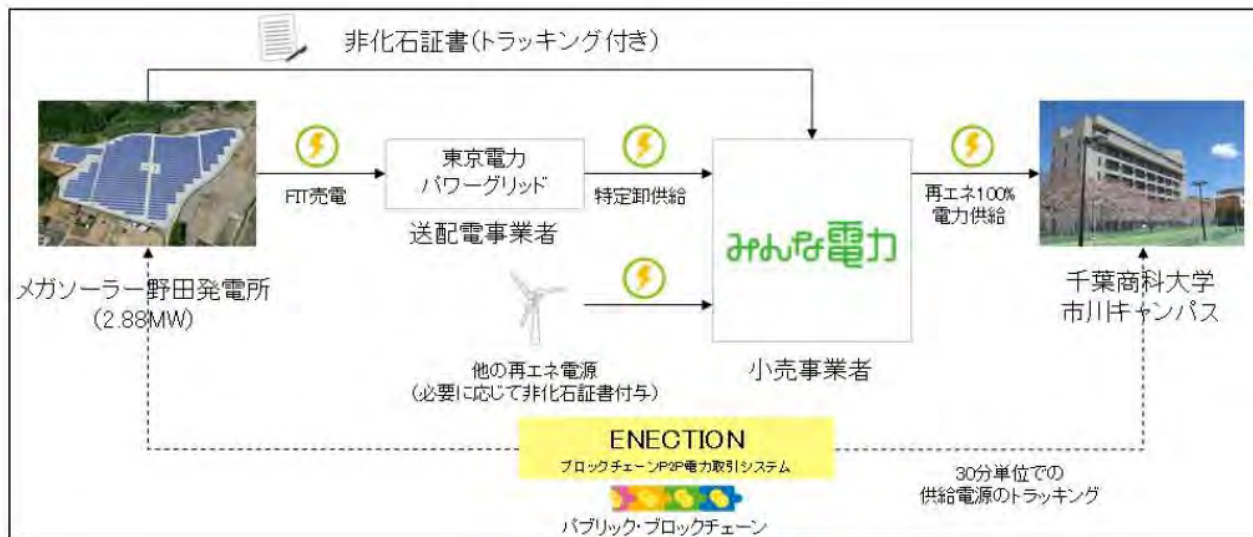 非化石証書(トラッキング付き)
FIT売電
東京電力
パワーグリッド
送配電事業者
特定卸供給
みんな電力
再エネ100%
電力供給
メガソーラー野田発電所
(2.88MW)
他の再エネ電源
(必要に応じて非化石証書付与)
小売事業者
千葉商科大学
市川キャンパス
ENECTION
ブロックチェーンP2P電力取引システム
パブリック・ブロックチェーン
30分単位での
供給電源のトラッキング